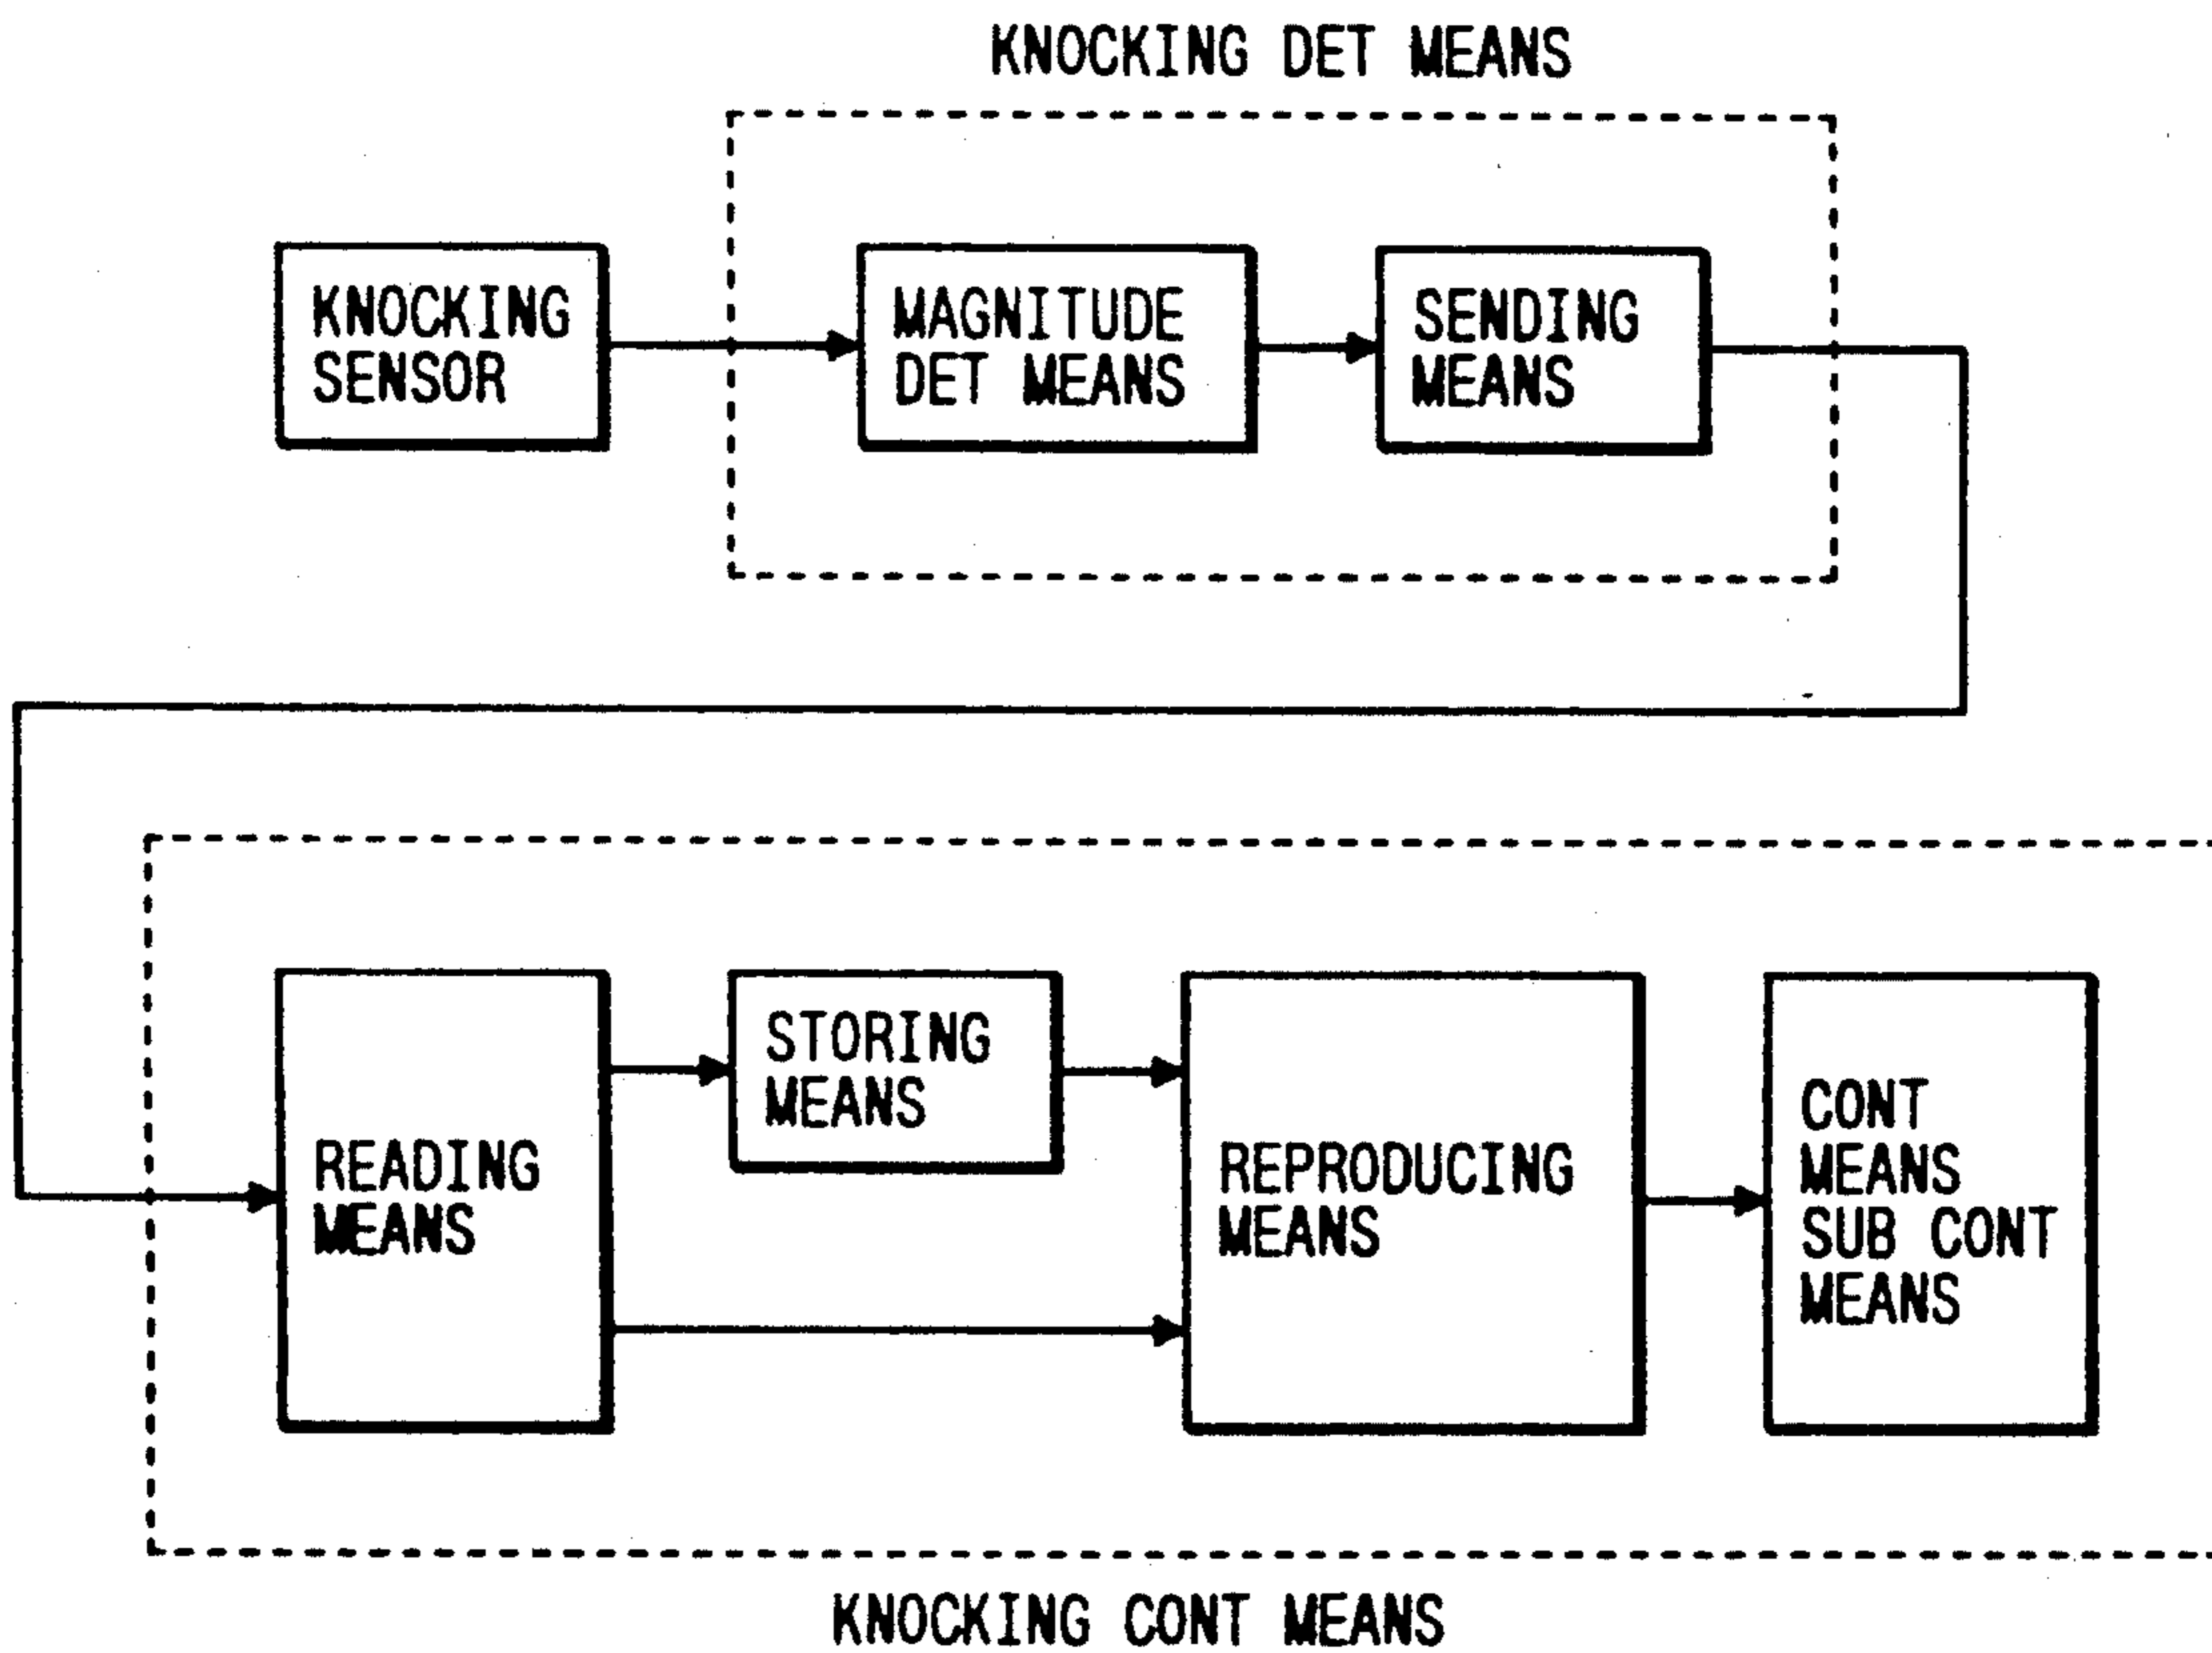 KNOCKING DET MEANS
KNOCKING
SENSOR
MAGNITUDE
DET MEANS
SENDING
MEANS
READING
MEANS
STORING
MEANS
REPRODUCING
MEANS
CONT
MEANS
SUB CONT
MEANS
KNOCKING CONT MEANS